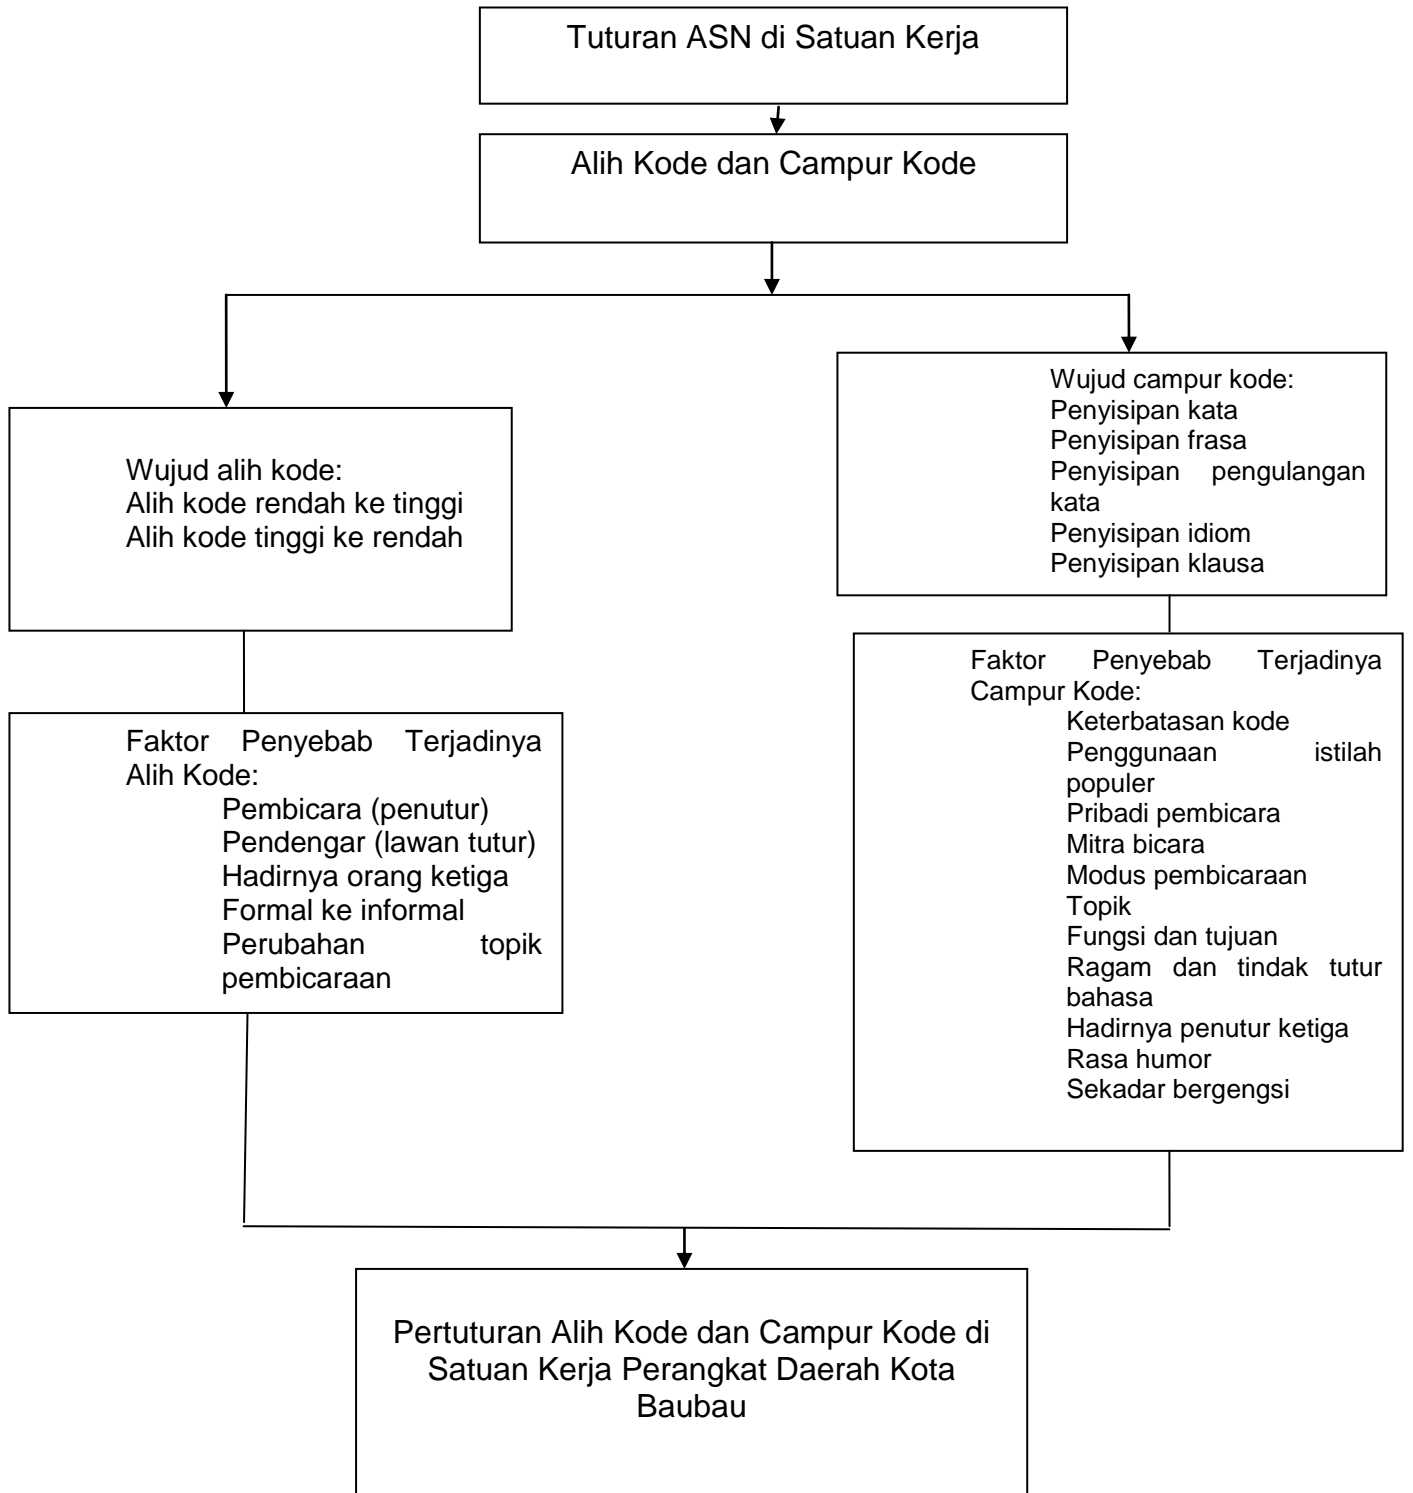 Tuturan ASN di Satuan Kerja
Alih Kode dan Campur Kode
Wujud alih kode:
Alih kode rendah ke tinggi
Alih kode tinggi ke rendah
Wujud campur kode:
Penyisipan kata
Penyisipan frasa
Penyisipan pengulangan
kata
Penyisipan idiom
Penyisipan klausa
Faktor Penyebab Terjadinya
Alih Kode:
Pembicara (penutur)
Pendengar (lawan tutur)
Hadirnya orang ketiga
Formal ke informal
Perubahan topik
pembicaraan
Faktor Penyebab Terjadinya
Campur Kode:
Keterbatasan kode
Penggunaan istilah
populer
Pribadi pembicara
Mitra bicara
Modus pembicaraan
Topik
Fungsi dan tujuan
Ragam dan tindak tutur
bahasa
Hadirnya penutur ketiga
Rasa humor
Sekadar bergengsi
Pertuturan Alih Kode dan Campur Kode di
Satuan Kerja Perangkat Daerah Kota
Baubau